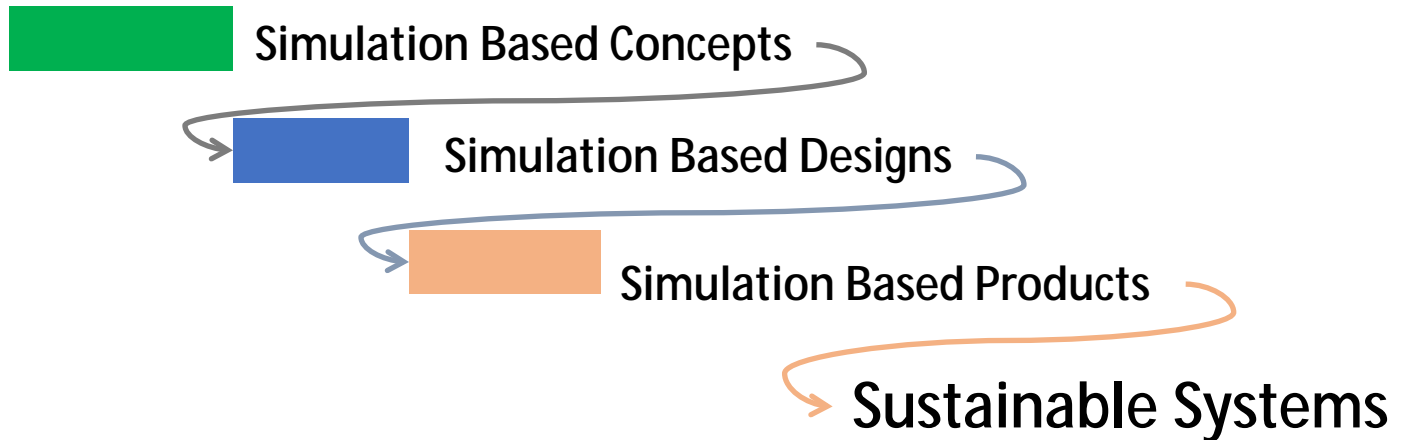 Simulation Based Concepts
Simulation Based Designs
Simulation Based Products
Sustainable Systems